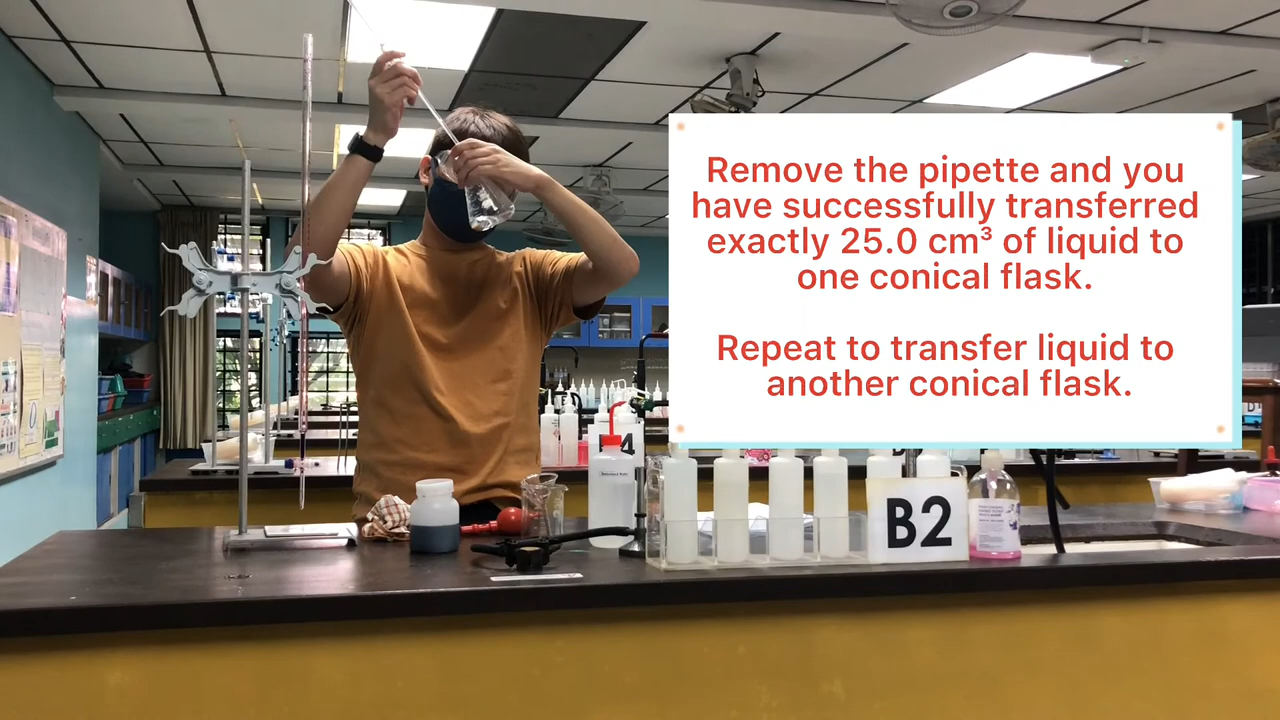 Remove the pipette and you
have successfully transferred
exactly 25.0 cm³ of liquid to
one conical flask.
Repeat to transfer liquid to
another conical flask.
B2